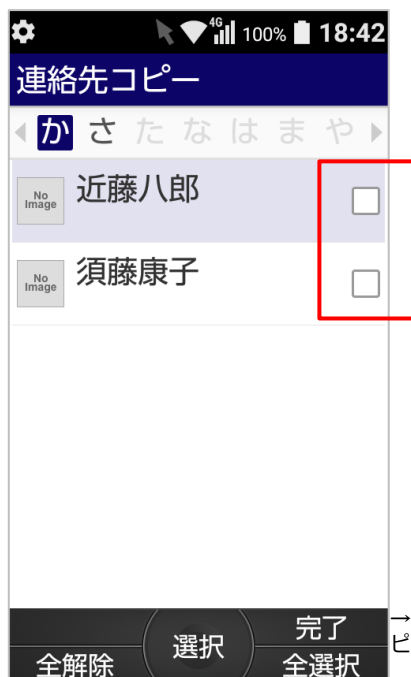 4G 100% 18:42
連絡先コピー
か さ た な は ま や
No Image 近藤八郎
No Image 須藤康子
完了 →
選択 ピ
全解除 全選択